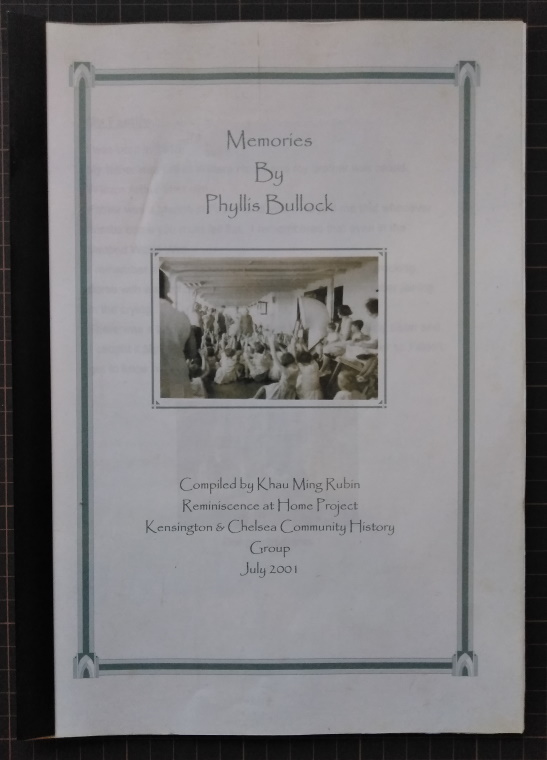 Memories
By
Phyllis Bullock
Compiled by Khau Ming Rubin
Reminiscence at Home Project
Kensington & Chelsea Community History
Group
July 2001